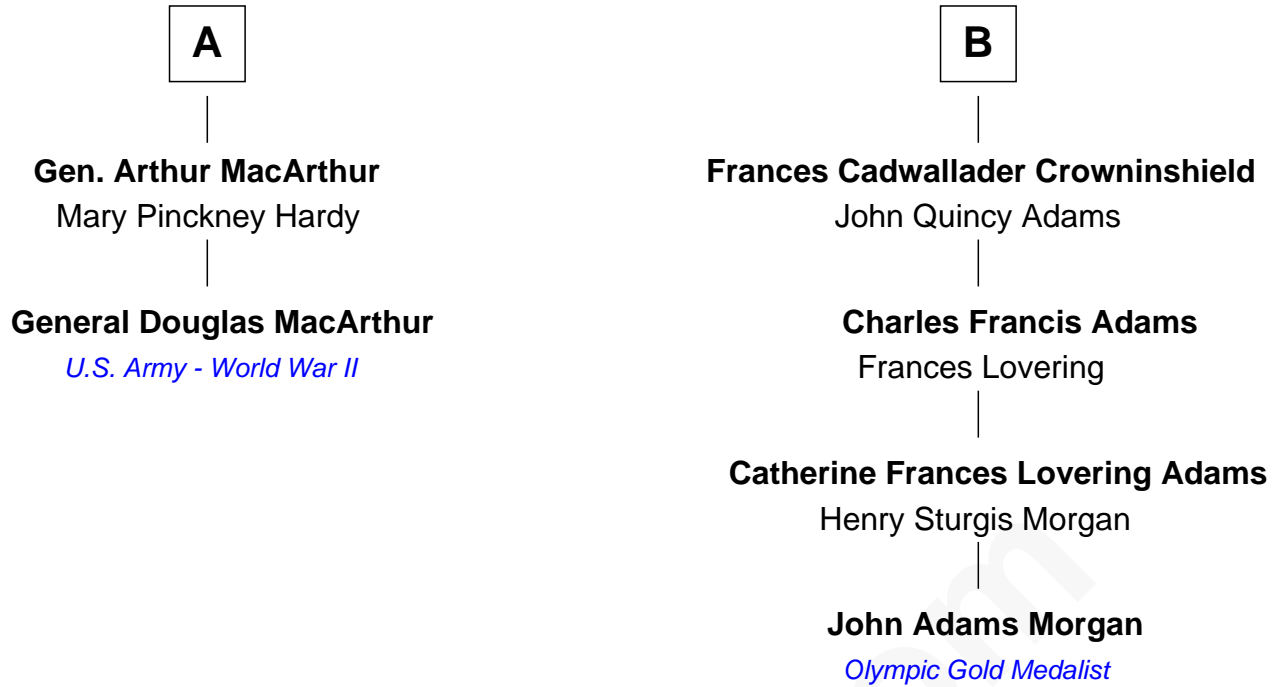 A
Gen. Arthur MacArthur
Mary Pinckney Hardy
General Douglas MacArthur
U.S. Army - World War II
B
Frances Cadwallader Crowninshield
John Quincy Adams
Charles Francis Adams
Frances Lovering
Catherine Frances Lovering Adams
Henry Sturgis Morgan
John Adams Morgan
Olympic Gold Medalist